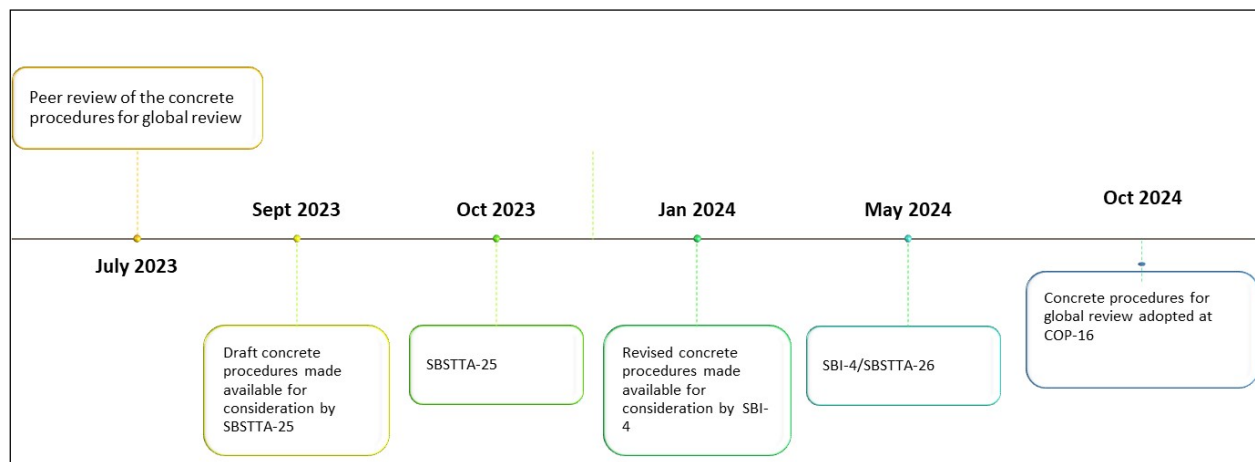 Peer review of the concrete
procedures for global review
July 2023
Sept 2023
Draft concrete
procedures made
available for
consideration by
SBSTTA-25
Oct 2023
SBSTTA-25
Jan 2024
Revised concrete
procedures made
available for
consideration by SBI-
4
May 2024
SBI-4/SBSTTA-26
Oct 2024
Concrete procedures for
global review adopted at
COP-16